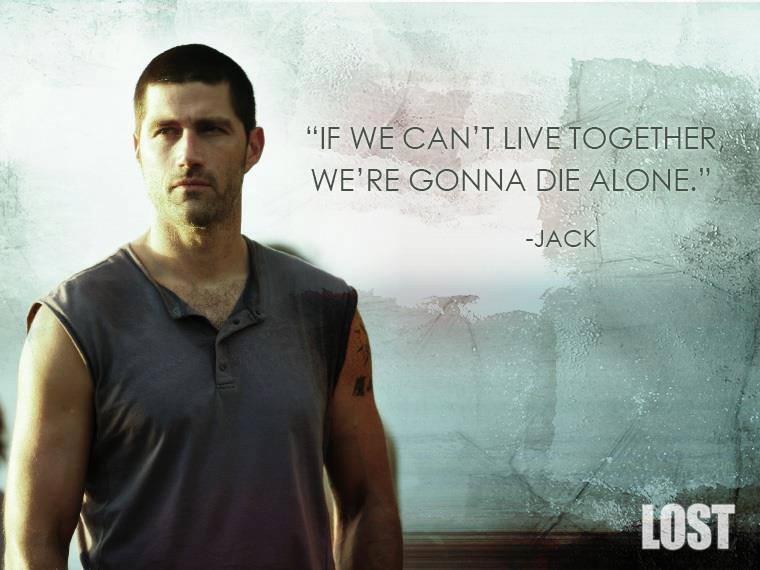 “IF WE CAN’T LIVE TOGETHER,
WE’RE GONNA DIE ALONE.”
-JACK
LOST